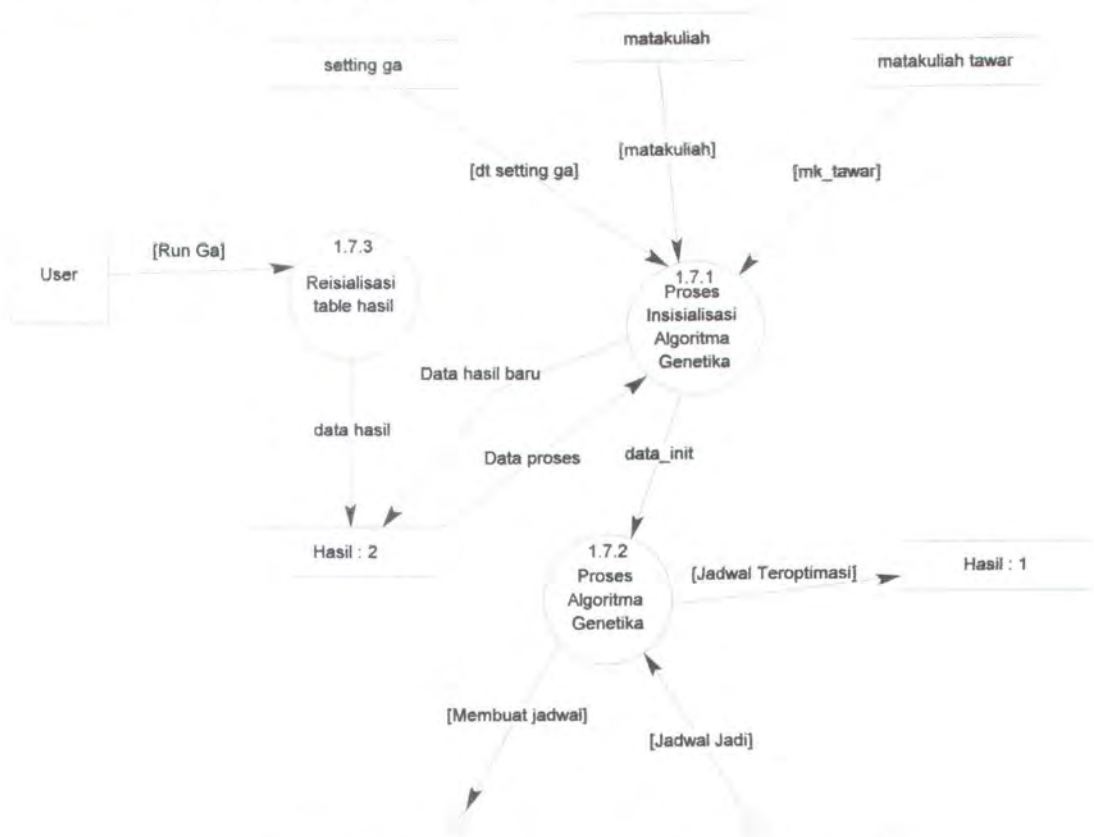 matakuliah
setting ga
matakuliah tawar
[matakuliah]
[dt setting ga]
[mk_tawar]
[Run Ga]
User
1.7.3
Reisialisasi
table hasil
1.7.1
Proses
Insisialisasi
Algoritma
Genetika
Data hasil baru
data hasil
Data proses
data_init
Hasil : 2
1.7.2
Proses
Algoritma
Genetika
[Jadwal Teroptimasi]
Hasil : 1
[Membuat jadwal]
[Jadwal Jadi]